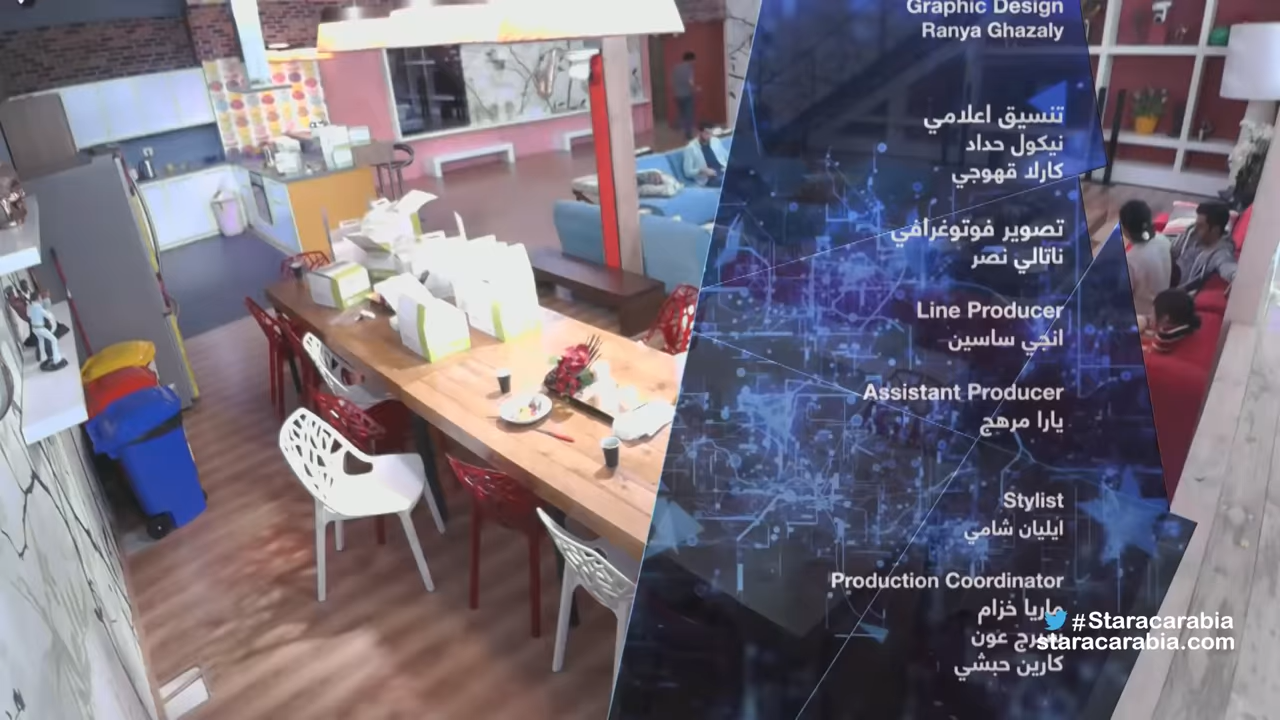 Graphic Design
Ranya Ghazaly
تنسيق اعلامي
نيكول حداد
كارلا قهوجي
تصوير فوتوغرافي
ناتالي نصر
Line Producer
انجي ساسين
Assistant Producer
يارا مرهج
Stylist
ايليان شامي
Production Coordinator
ماريا خزام
#Staracarabia
عون
staracarabia.com
كارين حبشي